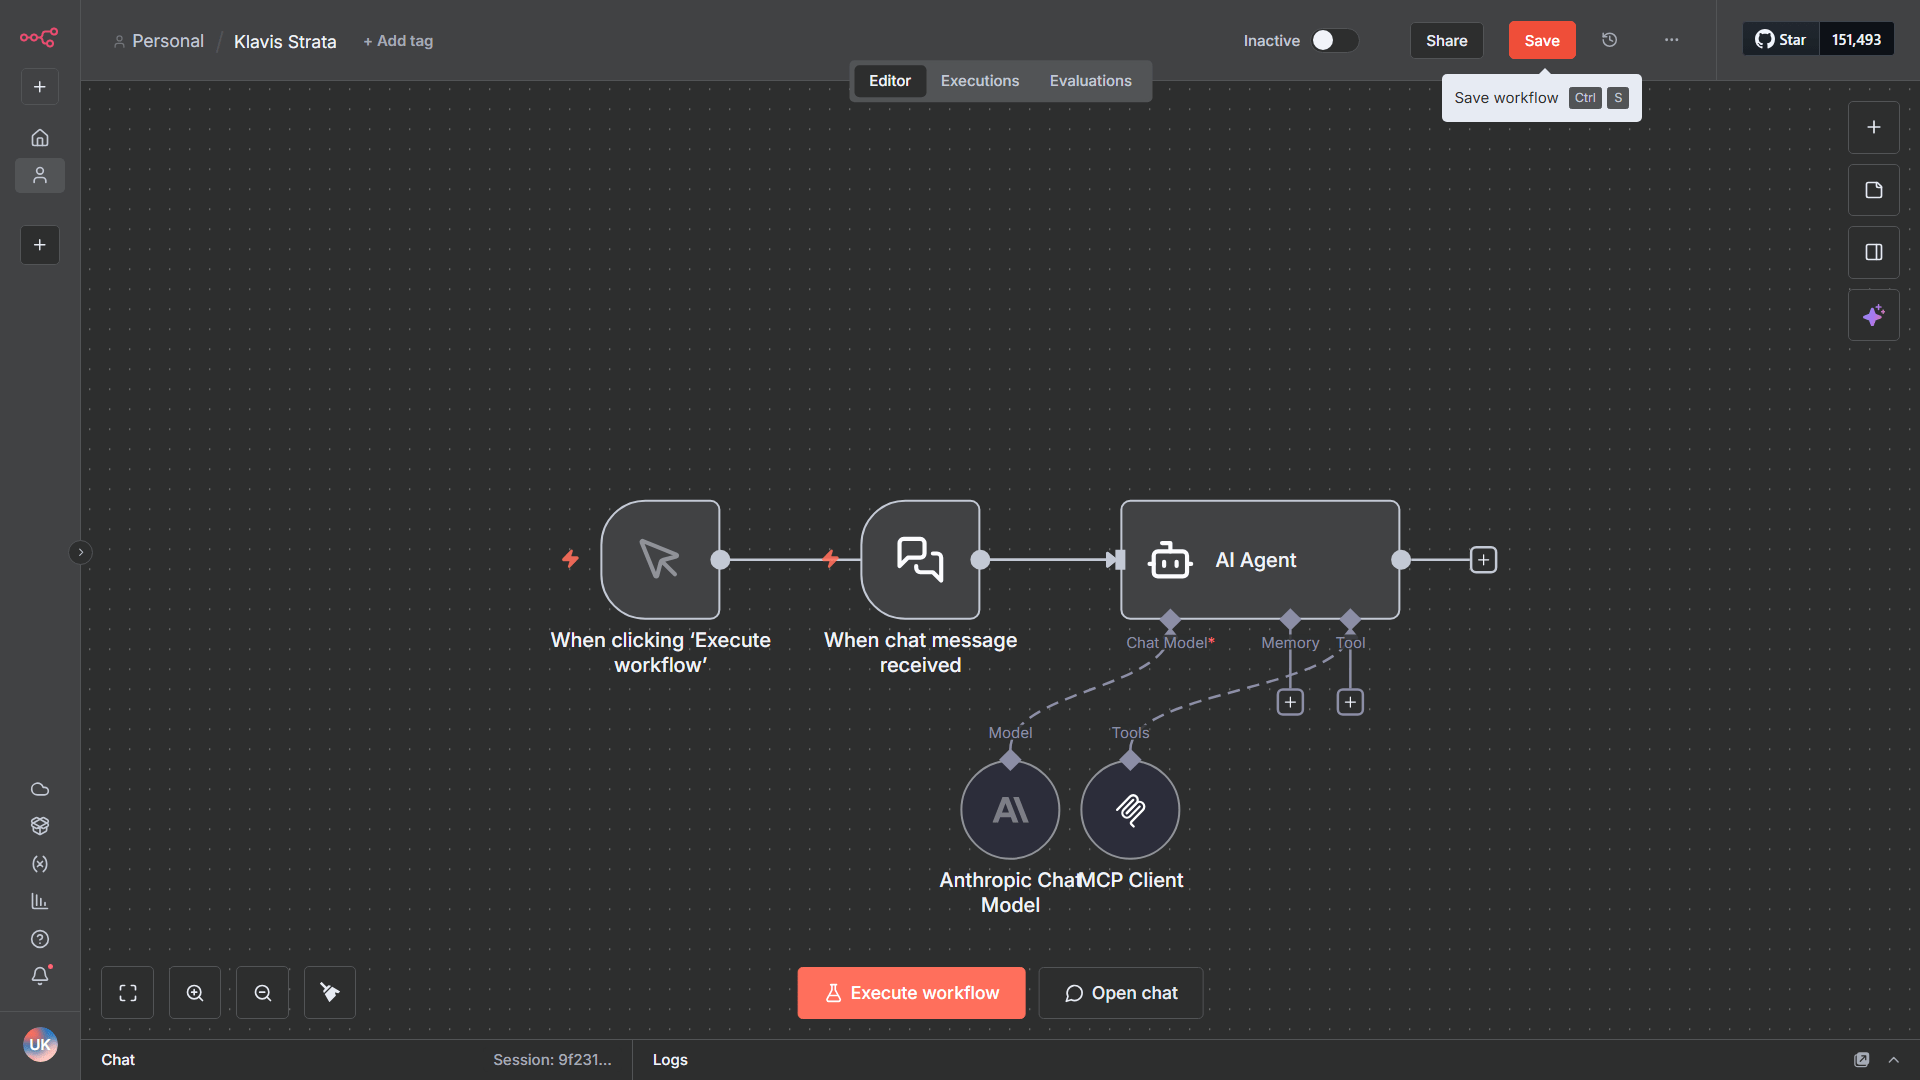 Personal / Klavis Strata + Add tag
Inactive
Share
Save
Star 151,493
Editor Executions Evaluations
Save workflow Ctrl S
AI Agent
When clicking ‘Execute
workflow’
When chat message
received
Chat Model*
Memory
Tool
Model
Tools
Anthropic Chat
Model
MCP Client
Execute workflow
Open chat
UK
Chat
Session: 9f231...
Logs